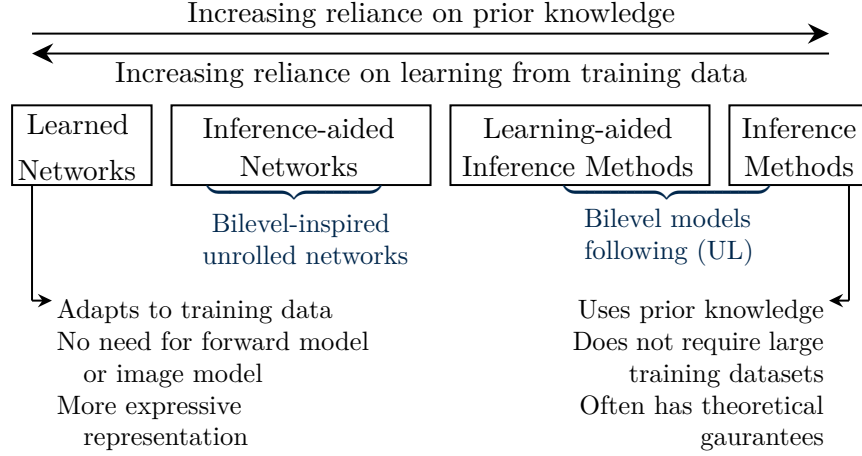 Increasing reliance on prior knowledge
Increasing reliance on learning from training data
Learned
Networks
Inference-aided
Networks
Learning-aided
Inference Methods
Inference
Methods
Bilevel-inspired
unrolled networks
Bilevel models
following (UL)
Adapts to training data
No need for forward model
or image model
More expressive
representation
Uses prior knowledge
Does not require large
training datasets
Often has theoretical
gaurantees